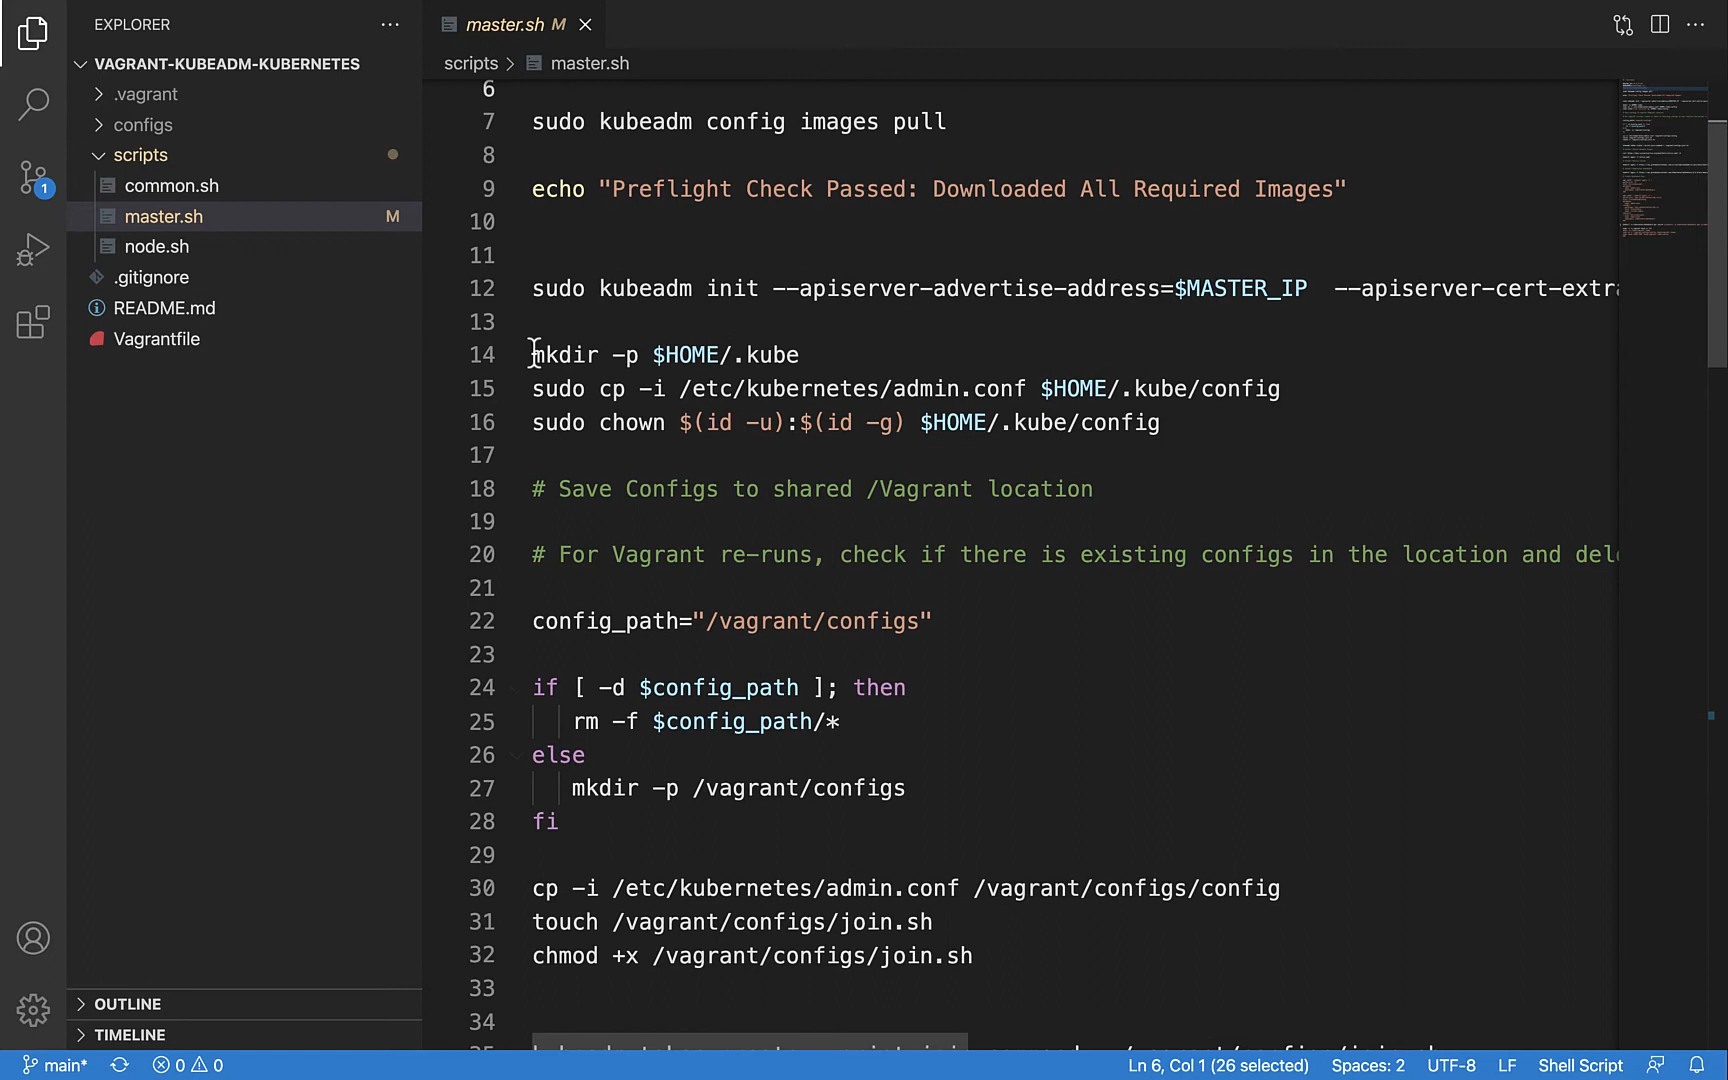 EXPLORER
VAGRANT-KUBEADM-KUBERNETES
.vagrant
configs
scripts
common.sh
master.sh M
node.sh
.gitignore
README.md
Vagrantfile
OUTLINE
TIMELINE
1
master.sh M
scripts > master.sh
6
7 sudo kubeadm config images pull
8
9 echo "Preflight Check Passed: Downloaded All Required Images"
10
11
12 sudo kubeadm init --apiserver-advertise-address=$MASTER_IP --apiserver-cert-extra
13
14 mkdir -p $HOME/.kube
15 sudo cp -i /etc/kubernetes/admin.conf $HOME/.kube/config
16 sudo chown $(id -u):$(id -g) $HOME/.kube/config
17
18 # Save Configs to shared /Vagrant location
19
20 # For Vagrant re-runs, check if there is existing configs in the location and del
21
22 config_path="/vagrant/configs"
23
24 if [ -d $config_path ]; then
25 rm -f $config_path/*
26 else
27 mkdir -p /vagrant/configs
28 fi
29
30 cp -i /etc/kubernetes/admin.conf /vagrant/configs/config
31 touch /vagrant/configs/join.sh
32 chmod +x /vagrant/configs/join.sh
33
34
main* 0 0 Ln 6, Col 1 (26 selected) Spaces: 2 UTF-8 LF Shell Script